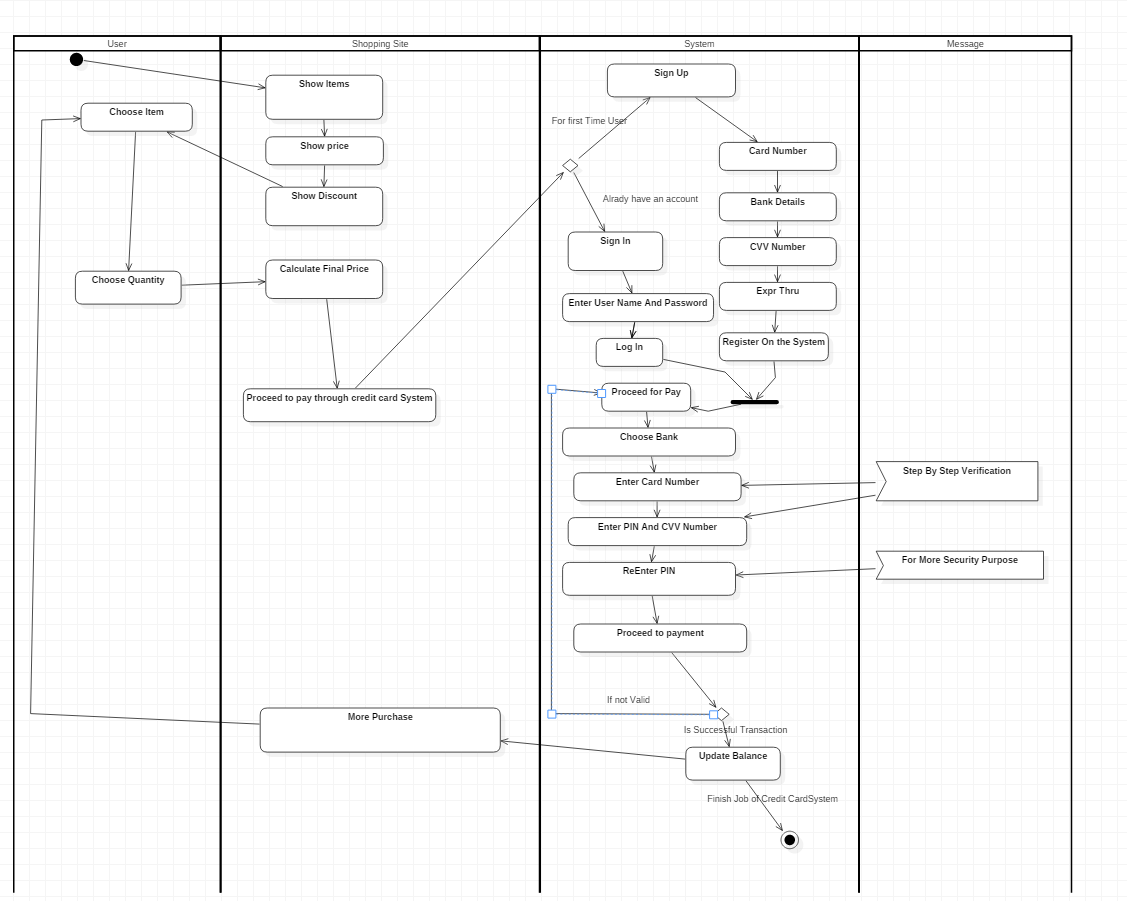 User
Shopping Site
System
Message
Show Items
Sign Up
Choose Item
For first Time User
Show price
Card Number
Show Discount
Alrady have an account
Bank Details
Sign In
CVV Number
Choose Quantity
Calculate Final Price
Expr Thru
Enter User Name And Password
Log In
Register On the System
Proceed to pay through credit card System
Proceed for Pay
Choose Bank
Step By Step Verification
Enter Card Number
Enter PIN And CVV Number
For More Security Purpose
ReEnter PIN
Proceed to payment
If not Valid
More Purchase
Is Successful Transaction
Update Balance
Finish Job of Credit CardSystem